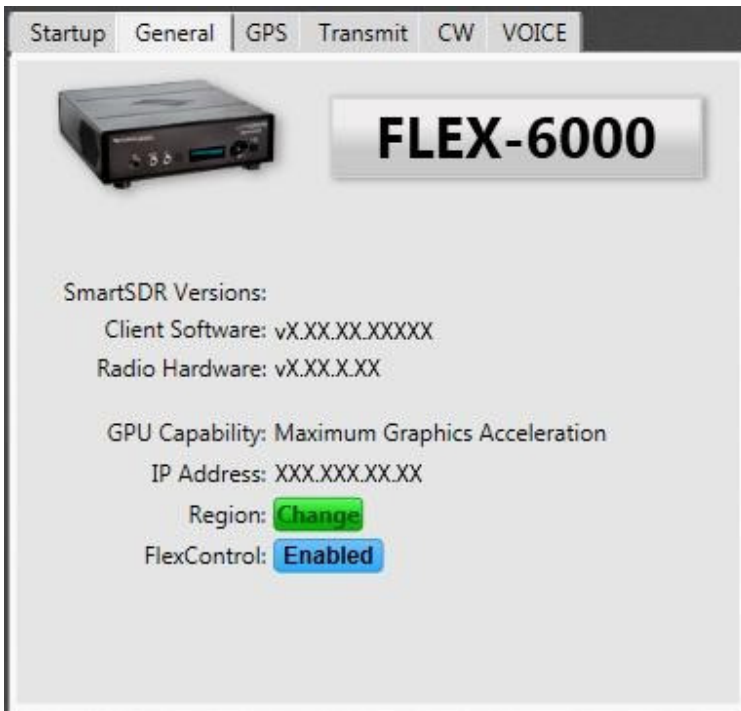 Startup General GPS Transmit CW VOICE
FLEX-6000
SmartSDR Versions:
Client Software: vX.XX.XX.XXXXX
Radio Hardware: vX.XX.X.XX
GPU Capability: Maximum Graphics Acceleration
IP Address: XXX.XXX.XX.XX
Region: Change
FlexControl: Enabled